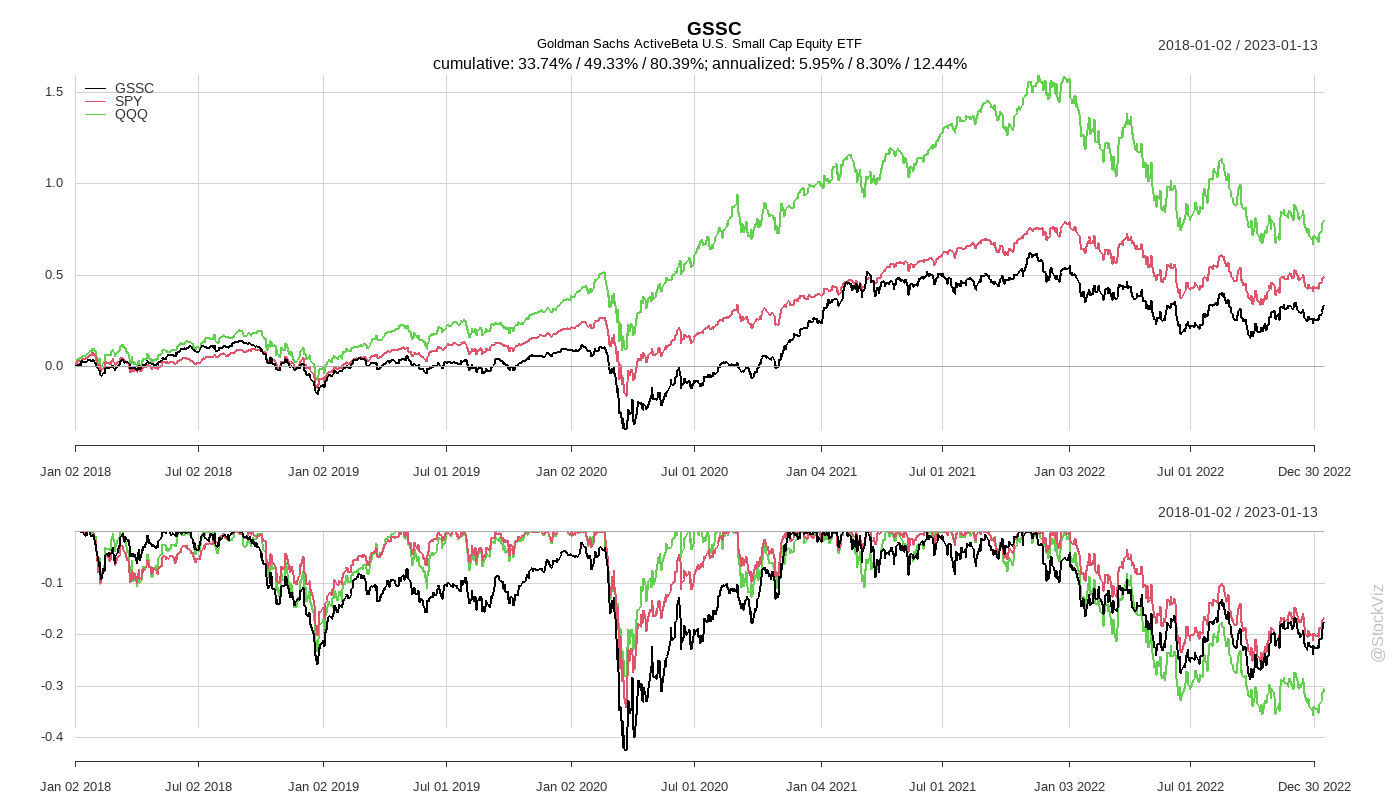 GSSC
Goldman Sachs ActiveBeta U.S. Small Cap Equity ETF
2018-01-02 / 2023-01-13
cumulative: 33.74% / 49.33% / 80.39%; annualized: 5.95% / 8.30% / 12.44%
GSSC
SPY
QQQ
1.5
1.0
0.5
0.0
Jan 02 2018 Jul 02 2018 Jan 02 2019 Jul 01 2019 Jan 02 2020 Jul 01 2020 Jan 04 2021 Jul 01 2021 Jan 03 2022 Jul 01 2022 Dec 30 2022
2018-01-02 / 2023-01-13
-0.1
-0.2
-0.3
-0.4
Jan 02 2018 Jul 02 2018 Jan 02 2019 Jul 01 2019 Jan 02 2020 Jul 01 2020 Jan 04 2021 Jul 01 2021 Jan 03 2022 Jul 01 2022 Dec 30 2022
@StockViz